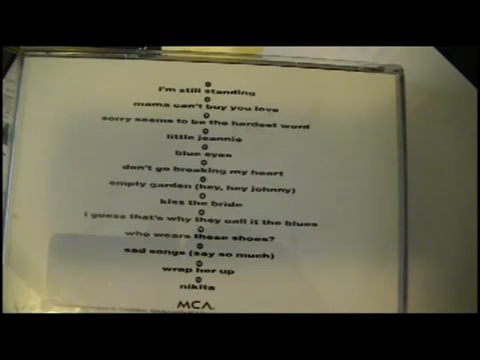 i'm still standing
mama can't buy you love
sorry seems to be the hardest word
little jeannie
blue eyes
don't go breaking my heart
empty garden (hey, hey johnny)
kiss the bride
i guess that's why they call it the blues
who wears these shoes?
sad songs (say so much)
wrap her up
nikita
MCA